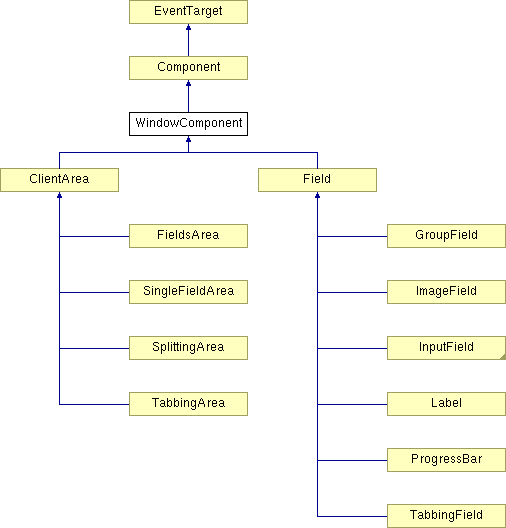 EventTarget
Component
WindowComponent
ClientArea
Field
FieldsArea
GroupField
SingleFieldArea
ImageField
SplittingArea
InputField
TabbingArea
Label
ProgressBar
TabbingField